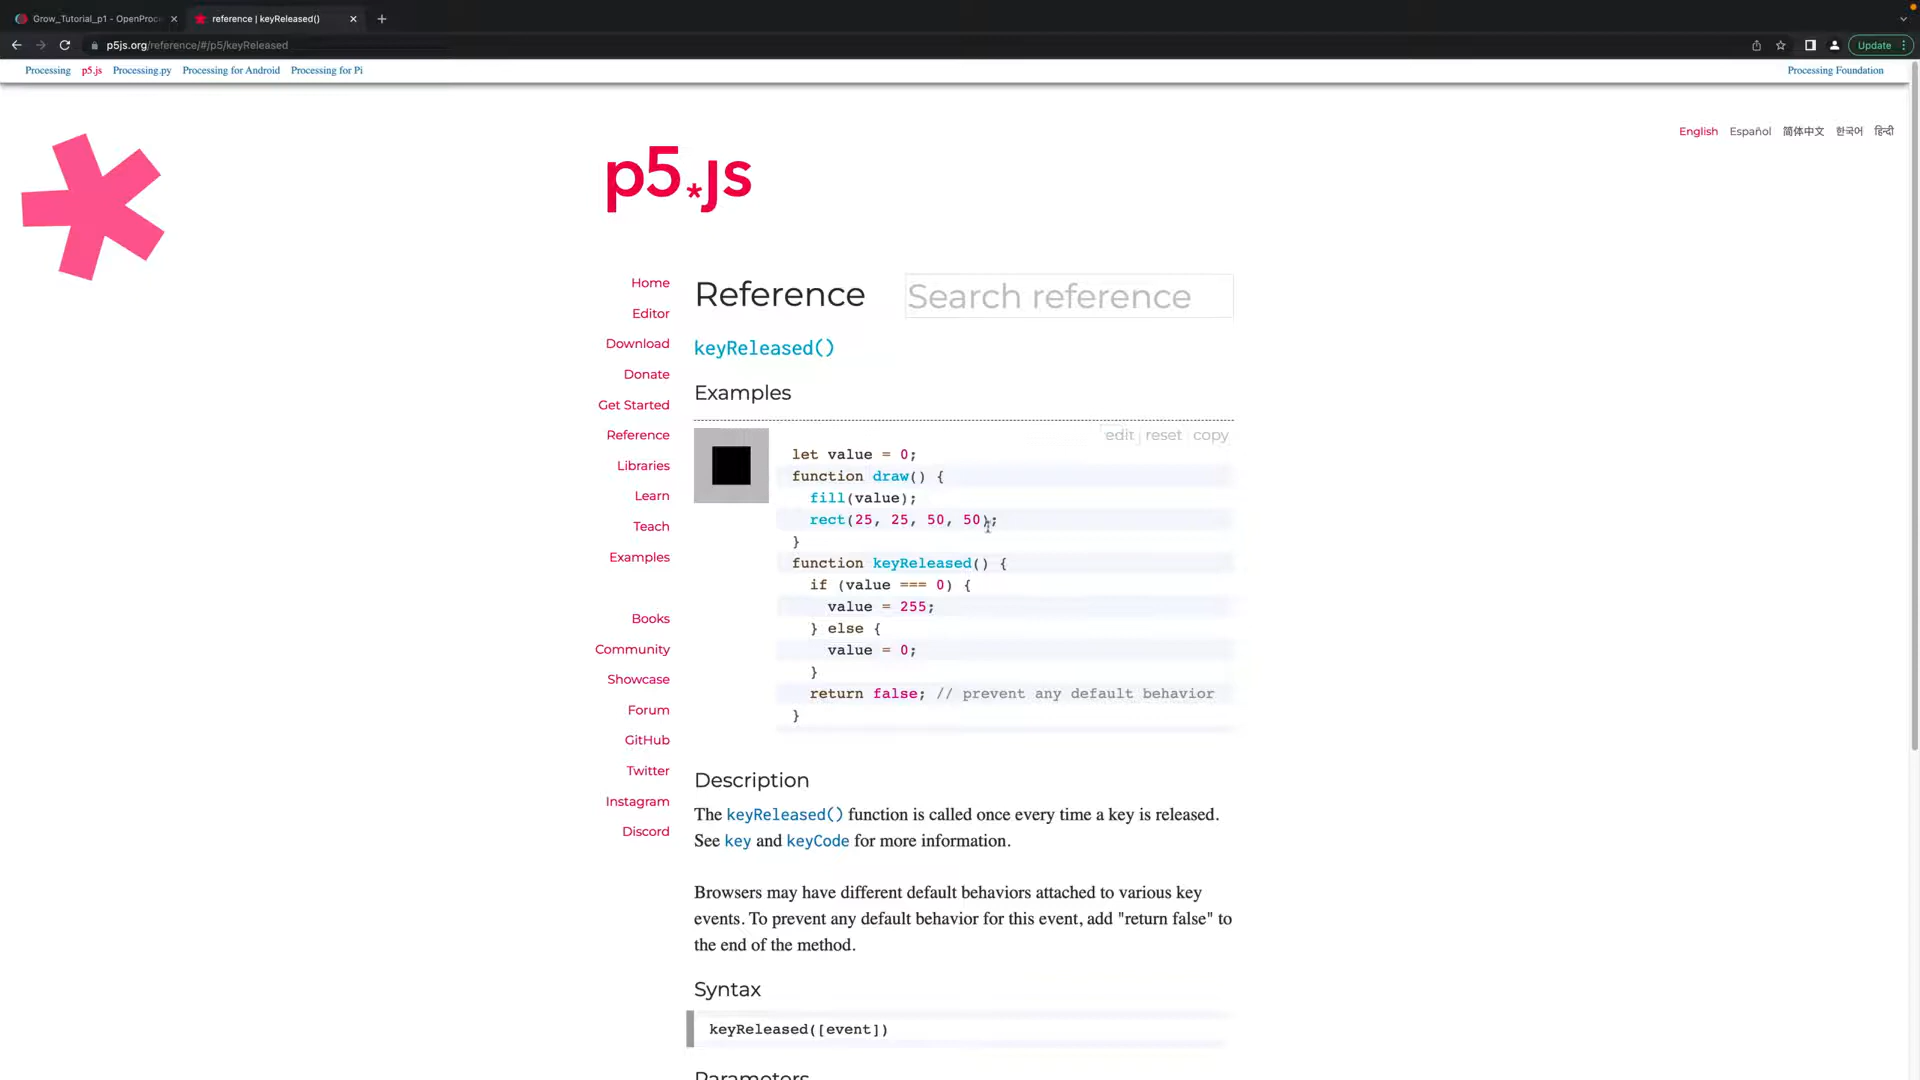 Grow_Tutorial_p1 - OpenProc
reference | keyReleased()
p5js.org/reference/#/p5/keyReleased
Update
Processing p5.js Processing.py Processing for Android Processing for Pi
Processing Foundation
English Español 简体中文 한국어 हिन्दी
p5*js
Home
Editor
Download
Donate
Get Started
Reference
Libraries
Learn
Teach
Examples
Books
Community
Showcase
Forum
GitHub
Twitter
Instagram
Discord
Reference
Search reference
keyReleased()
Examples
edit reset copy
let value = 0;
function draw() {
fill(value);
rect(25, 25, 50, 50);
}
function keyReleased() {
if (value === 0) {
value = 255;
} else {
value = 0;
}
return false; // prevent any default behavior
}
Description
The keyReleased() function is called once every time a key is released.
See key and keyCode for more information.
Browsers may have different default behaviors attached to various key
events. To prevent any default behavior for this event, add "return false" to
the end of the method.
Syntax
keyReleased([event])
Parameters